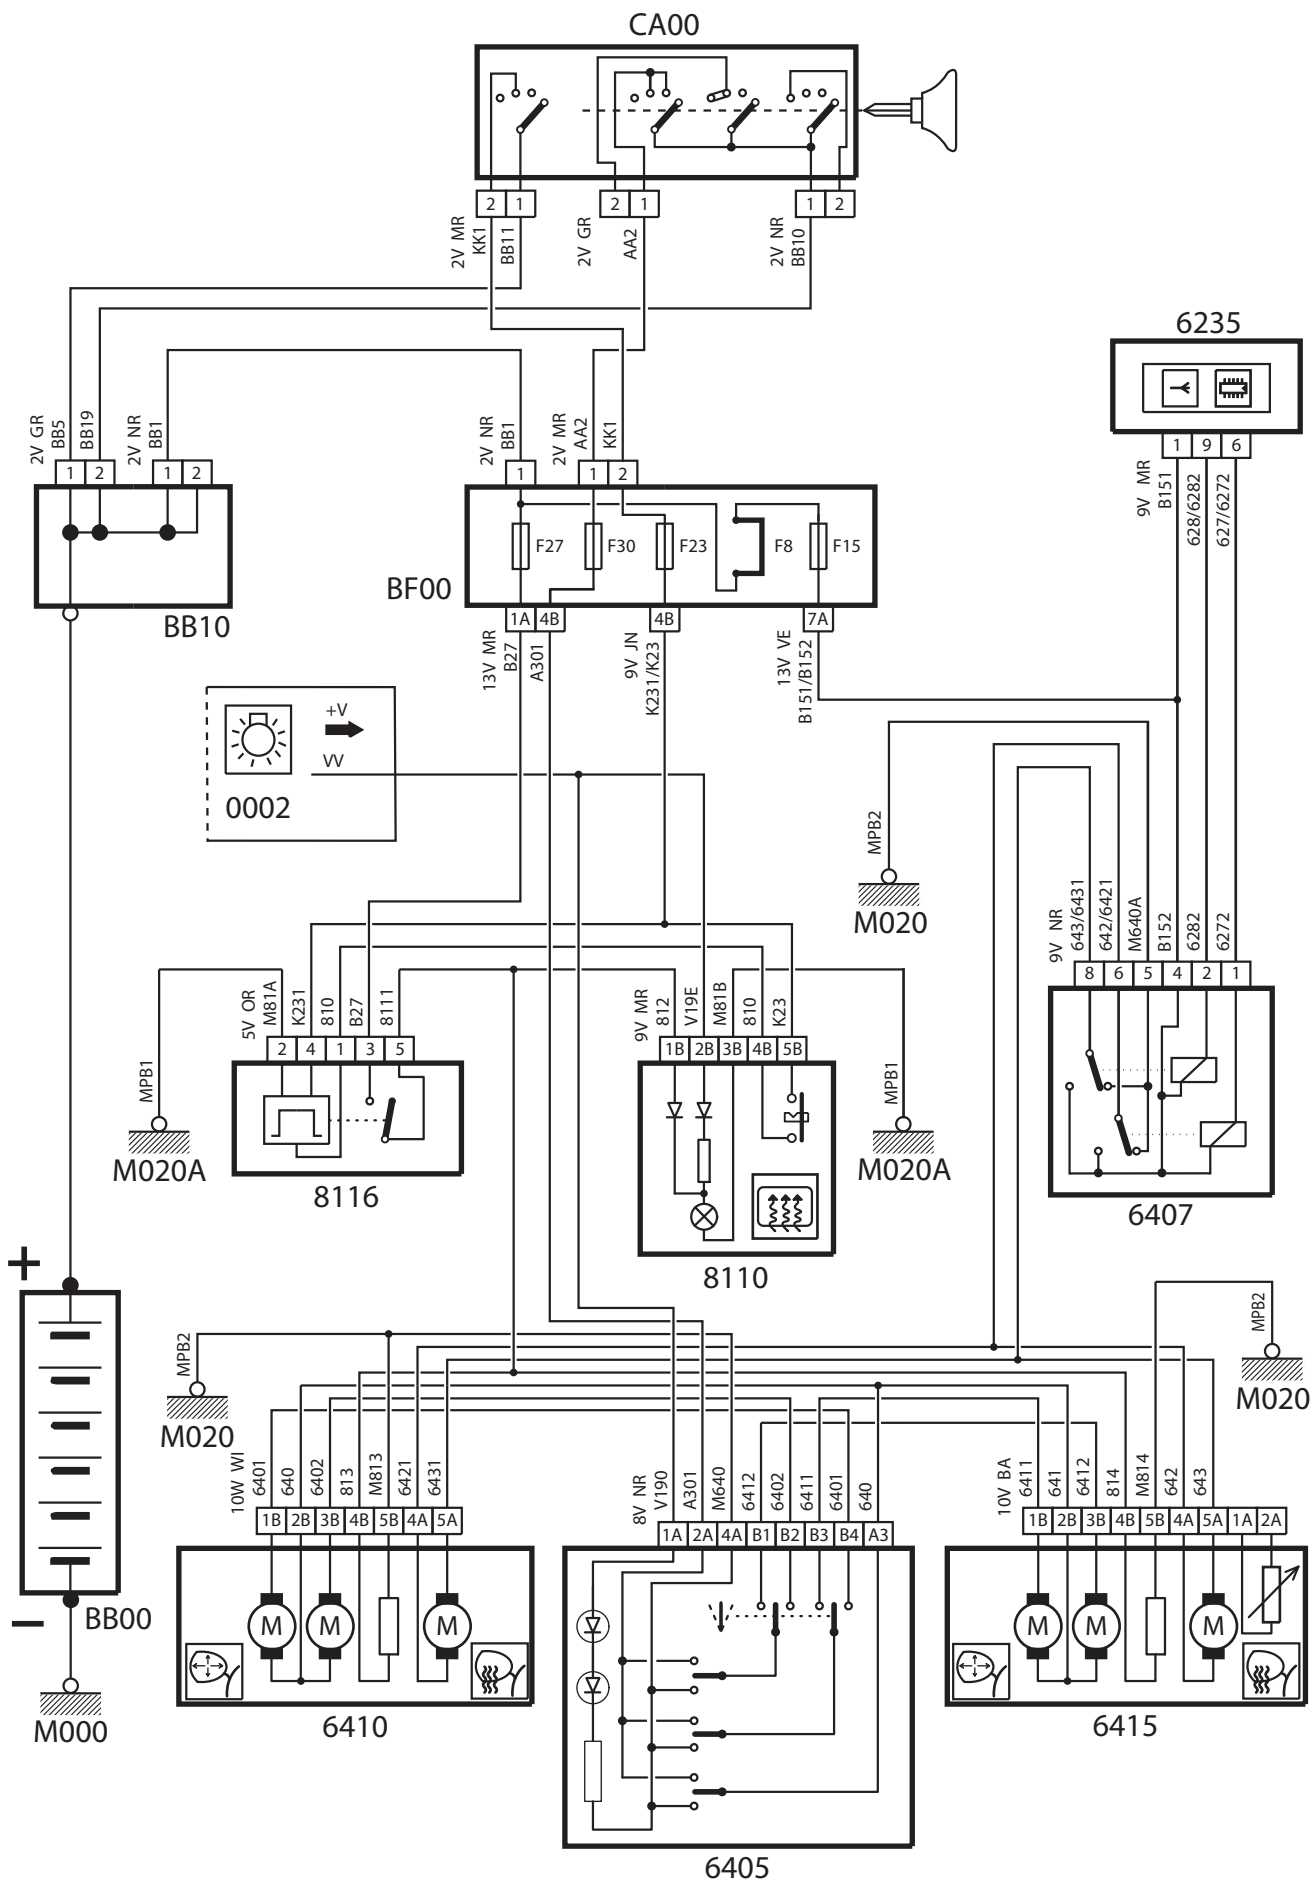 CA00
2 1
2 1
1 2
2V MR
KK1
BB11
2V GR
AA2
2V NR
BB10
6235
1 9 6
9V MR
B151
628/6282
627/6272
2V GR
BB5
BB19
2V NR
BB1
1 2
1 2
BB10
2V NR
BB1
2V MR
AA2
KK1
1
1 2
F27
F30
F23
F8
F15
BF00
1A 4B
4B
7A
13V MR
B27
A301
9V JN
K231/K23
13V VE
B151/B152
+V
VV
0002
MPB2
M020
9V NR
643/6431
642/6421
M640A
B152
6282
6272
8 6 5 4 2 1
6407
MPB1
M020A
5V OR
M81A
K231
810
B27
8111
2 4 1 3 5
8116
9V MR
812
V19E
M81B
810
K23
1B 2B 3B 4B 5B
8110
MPB1
M020A
+
–
BB00
M000
MPB2
M020
MPB2
M020
10W WI
6401
640
6402
813
M813
6421
6431
1B 2B 3B 4B 5B 4A 5A
M M M
6410
8V NR
V190
A301
M640
6412
6402
6411
6401
640
1A 2A 4A B1 B2 B3 B4 A3
6405
10V BA
6411
641
6412
814
M814
642
643
1B 2B 3B 4B 5B 4A 5A 1A 2A
M M M
6415